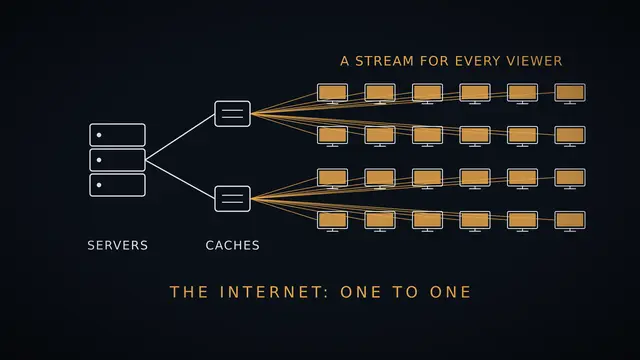 A STREAM FOR EVERY VIEWER
SERVERS
CACHES
THE INTERNET: ONE TO ONE